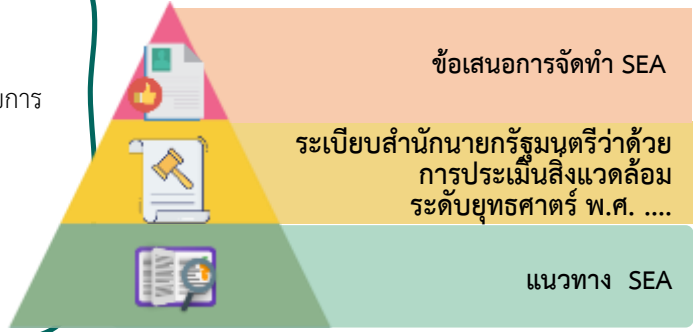 ข้อเสนอการจัดทำ SEA
การ
ระเบียบสำนักนายกรัฐมนตรีว่าด้วย
การประเมินสิ่งแวดล้อม
ระดับยุทธศาตร์ พ.ศ. ....
แนวทาง SEA